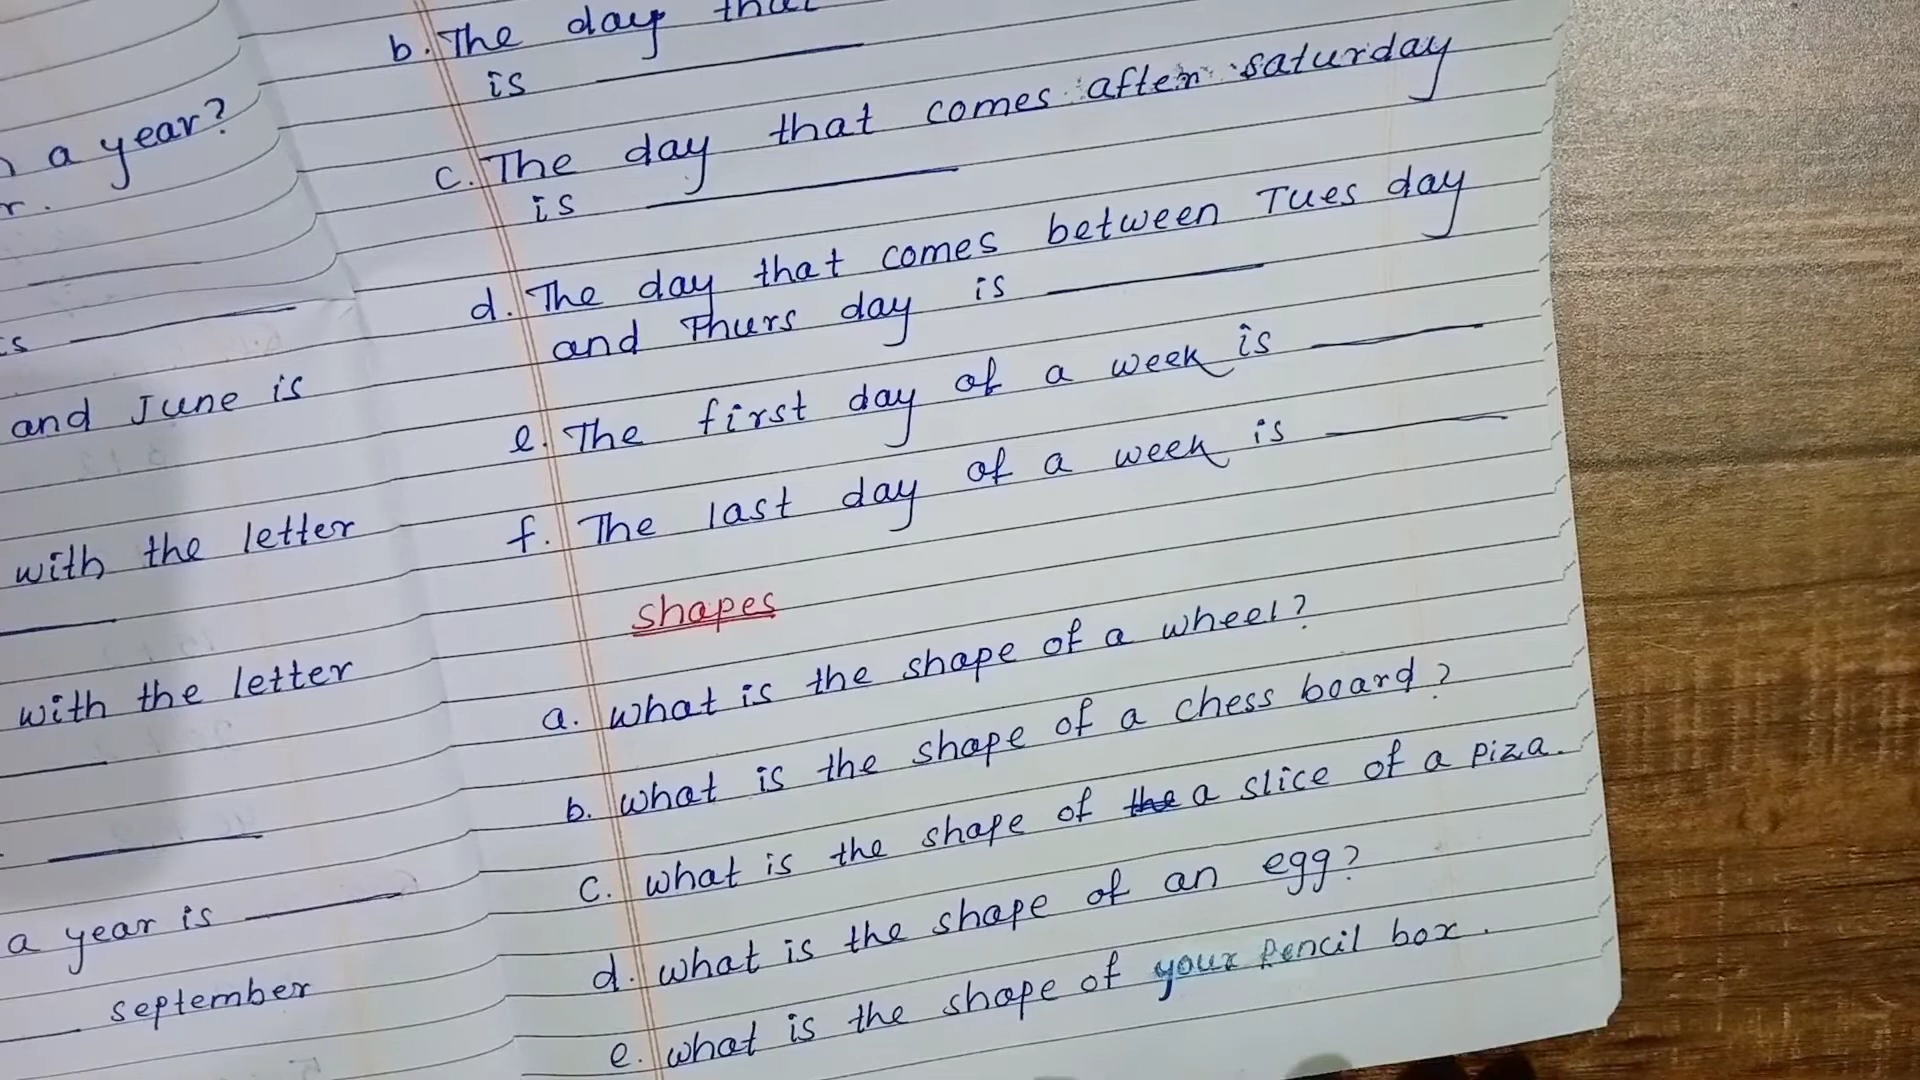 a year?
r.
s
and June is
with the letter
with the letter
a year is
september
b. The day that
is
c. The day that comes after saturday
is
d. The day that comes between Tues day
and Thurs day is
e. The first day of a week is
f. The last day of a week is
shapes
a. what is the shape of a wheel?
b. what is the shape of a chess board?
c. what is the shape of the a slice of a piza.
d. what is the shape of an egg?
e. what is the shape of your Pencil box.